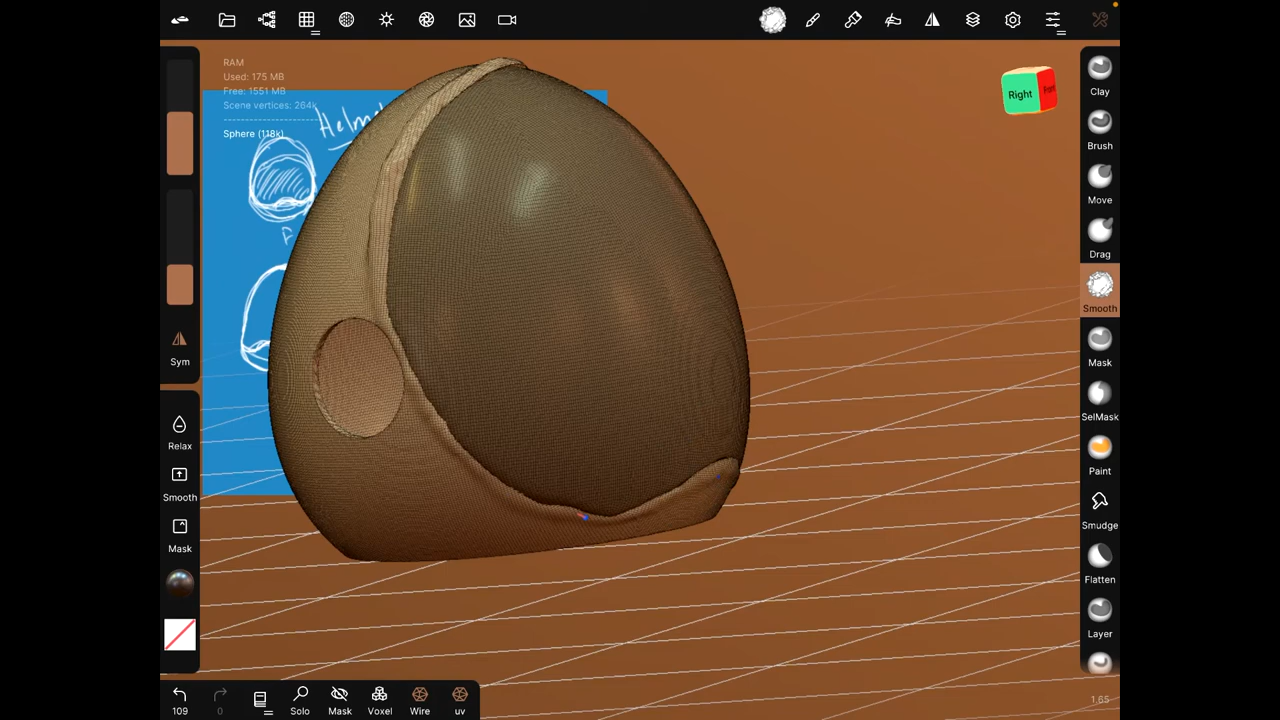 RAM
Used: 175 MB
Free: 1551 MB
Scene vertices: 264k
Sphere (118k)
Right
Sym
Relax
Smooth
Mask
109
0
Solo
Mask
Voxel
Wire
uv
Clay
Brush
Move
Drag
Smooth
Mask
SelMask
Paint
Smudge
Flatten
Layer
1.65